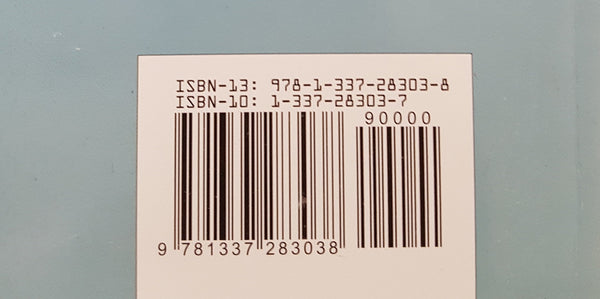 ISBN-13: 978-1-337-28303-8
ISBN-10: 1-337-28303-7
90000
9 781337 283038